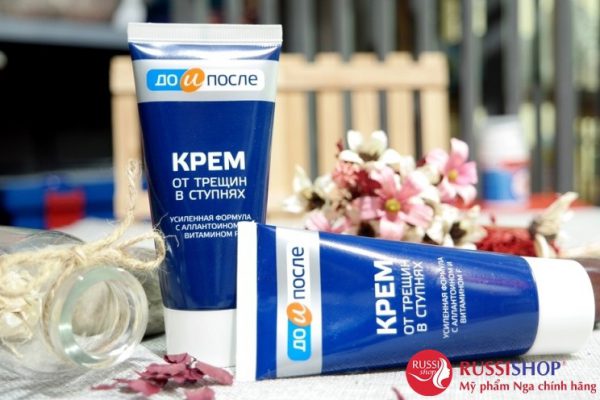 до и после
КРЕМ
ОТ ТРЕЩИН
В СТУПНЯХ
УСИЛЕННАЯ ФОРМУЛА
С АЛЛАНТОИНОМ И
ВИТАМИНОМ F
до и после
КРЕМ
ОТ ТРЕЩИН
В СТУПНЯХ
УСИЛЕННАЯ ФОРМУЛА
С АЛЛАНТОИНОМ И
ВИТАМИНОМ F
RUSSI
shop
RUSSISHOP®
Mỹ phẩm Nga chính hãng